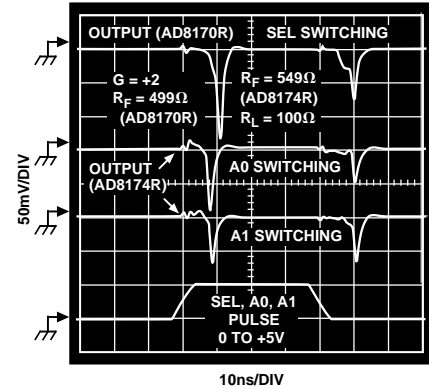 OUTPUT (AD8170R)
SEL SWITCHING
G = +2
R_F = 499Ω
(AD8170R)
R_F = 549Ω
(AD8174R)
R_L = 100Ω
OUTPUT
(AD8174R)
A0 SWITCHING
A1 SWITCHING
SEL, A0, A1
PULSE
0 TO +5V
50mV/DIV
10ns/DIV